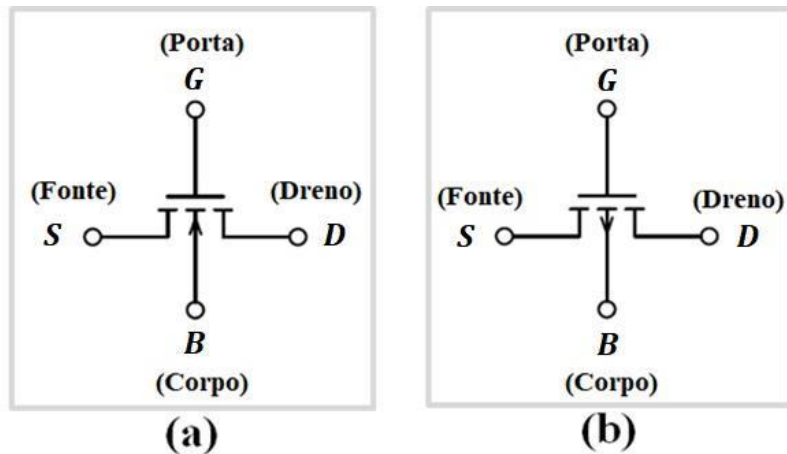 (Porta)
G
(Fonte)
(Dreno)
S
D
B
(Corpo)
(a)
(Porta)
G
(Fonte)
(Dreno)
S
D
B
(Corpo)
(b)